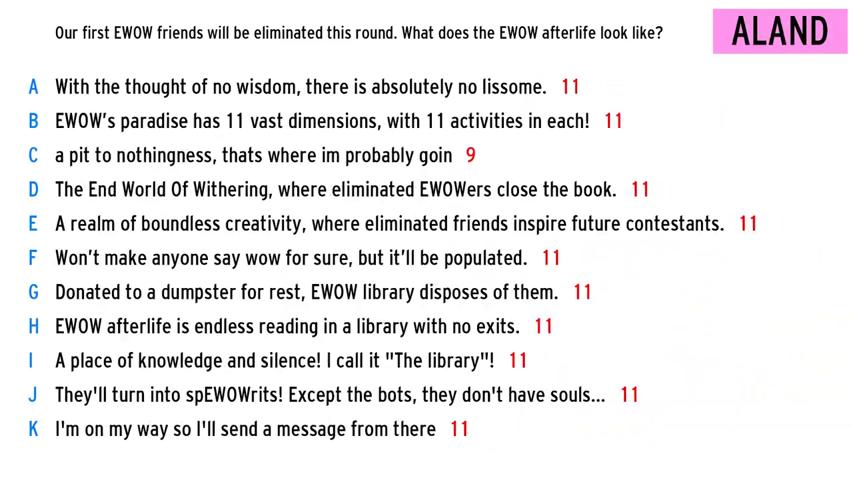 Our first EWOW friends will be eliminated this round. What does the EWOW afterlife look like?
ALAND
A With the thought of no wisdom, there is absolutely no lissome. 11
B EWOW’s paradise has 11 vast dimensions, with 11 activities in each! 11
C a pit to nothingness, thats where im probably goin 9
D The End World Of Withering, where eliminated EWOWers close the book. 11
E A realm of boundless creativity, where eliminated friends inspire future contestants. 11
F Won’t make anyone say wow for sure, but it’ll be populated. 11
G Donated to a dumpster for rest, EWOW library disposes of them. 11
H EWOW afterlife is endless reading in a library with no exits. 11
I A place of knowledge and silence! I call it "The library"! 11
J They'll turn into spEWOWrits! Except the bots, they don't have souls... 11
K I'm on my way so I'll send a message from there 11